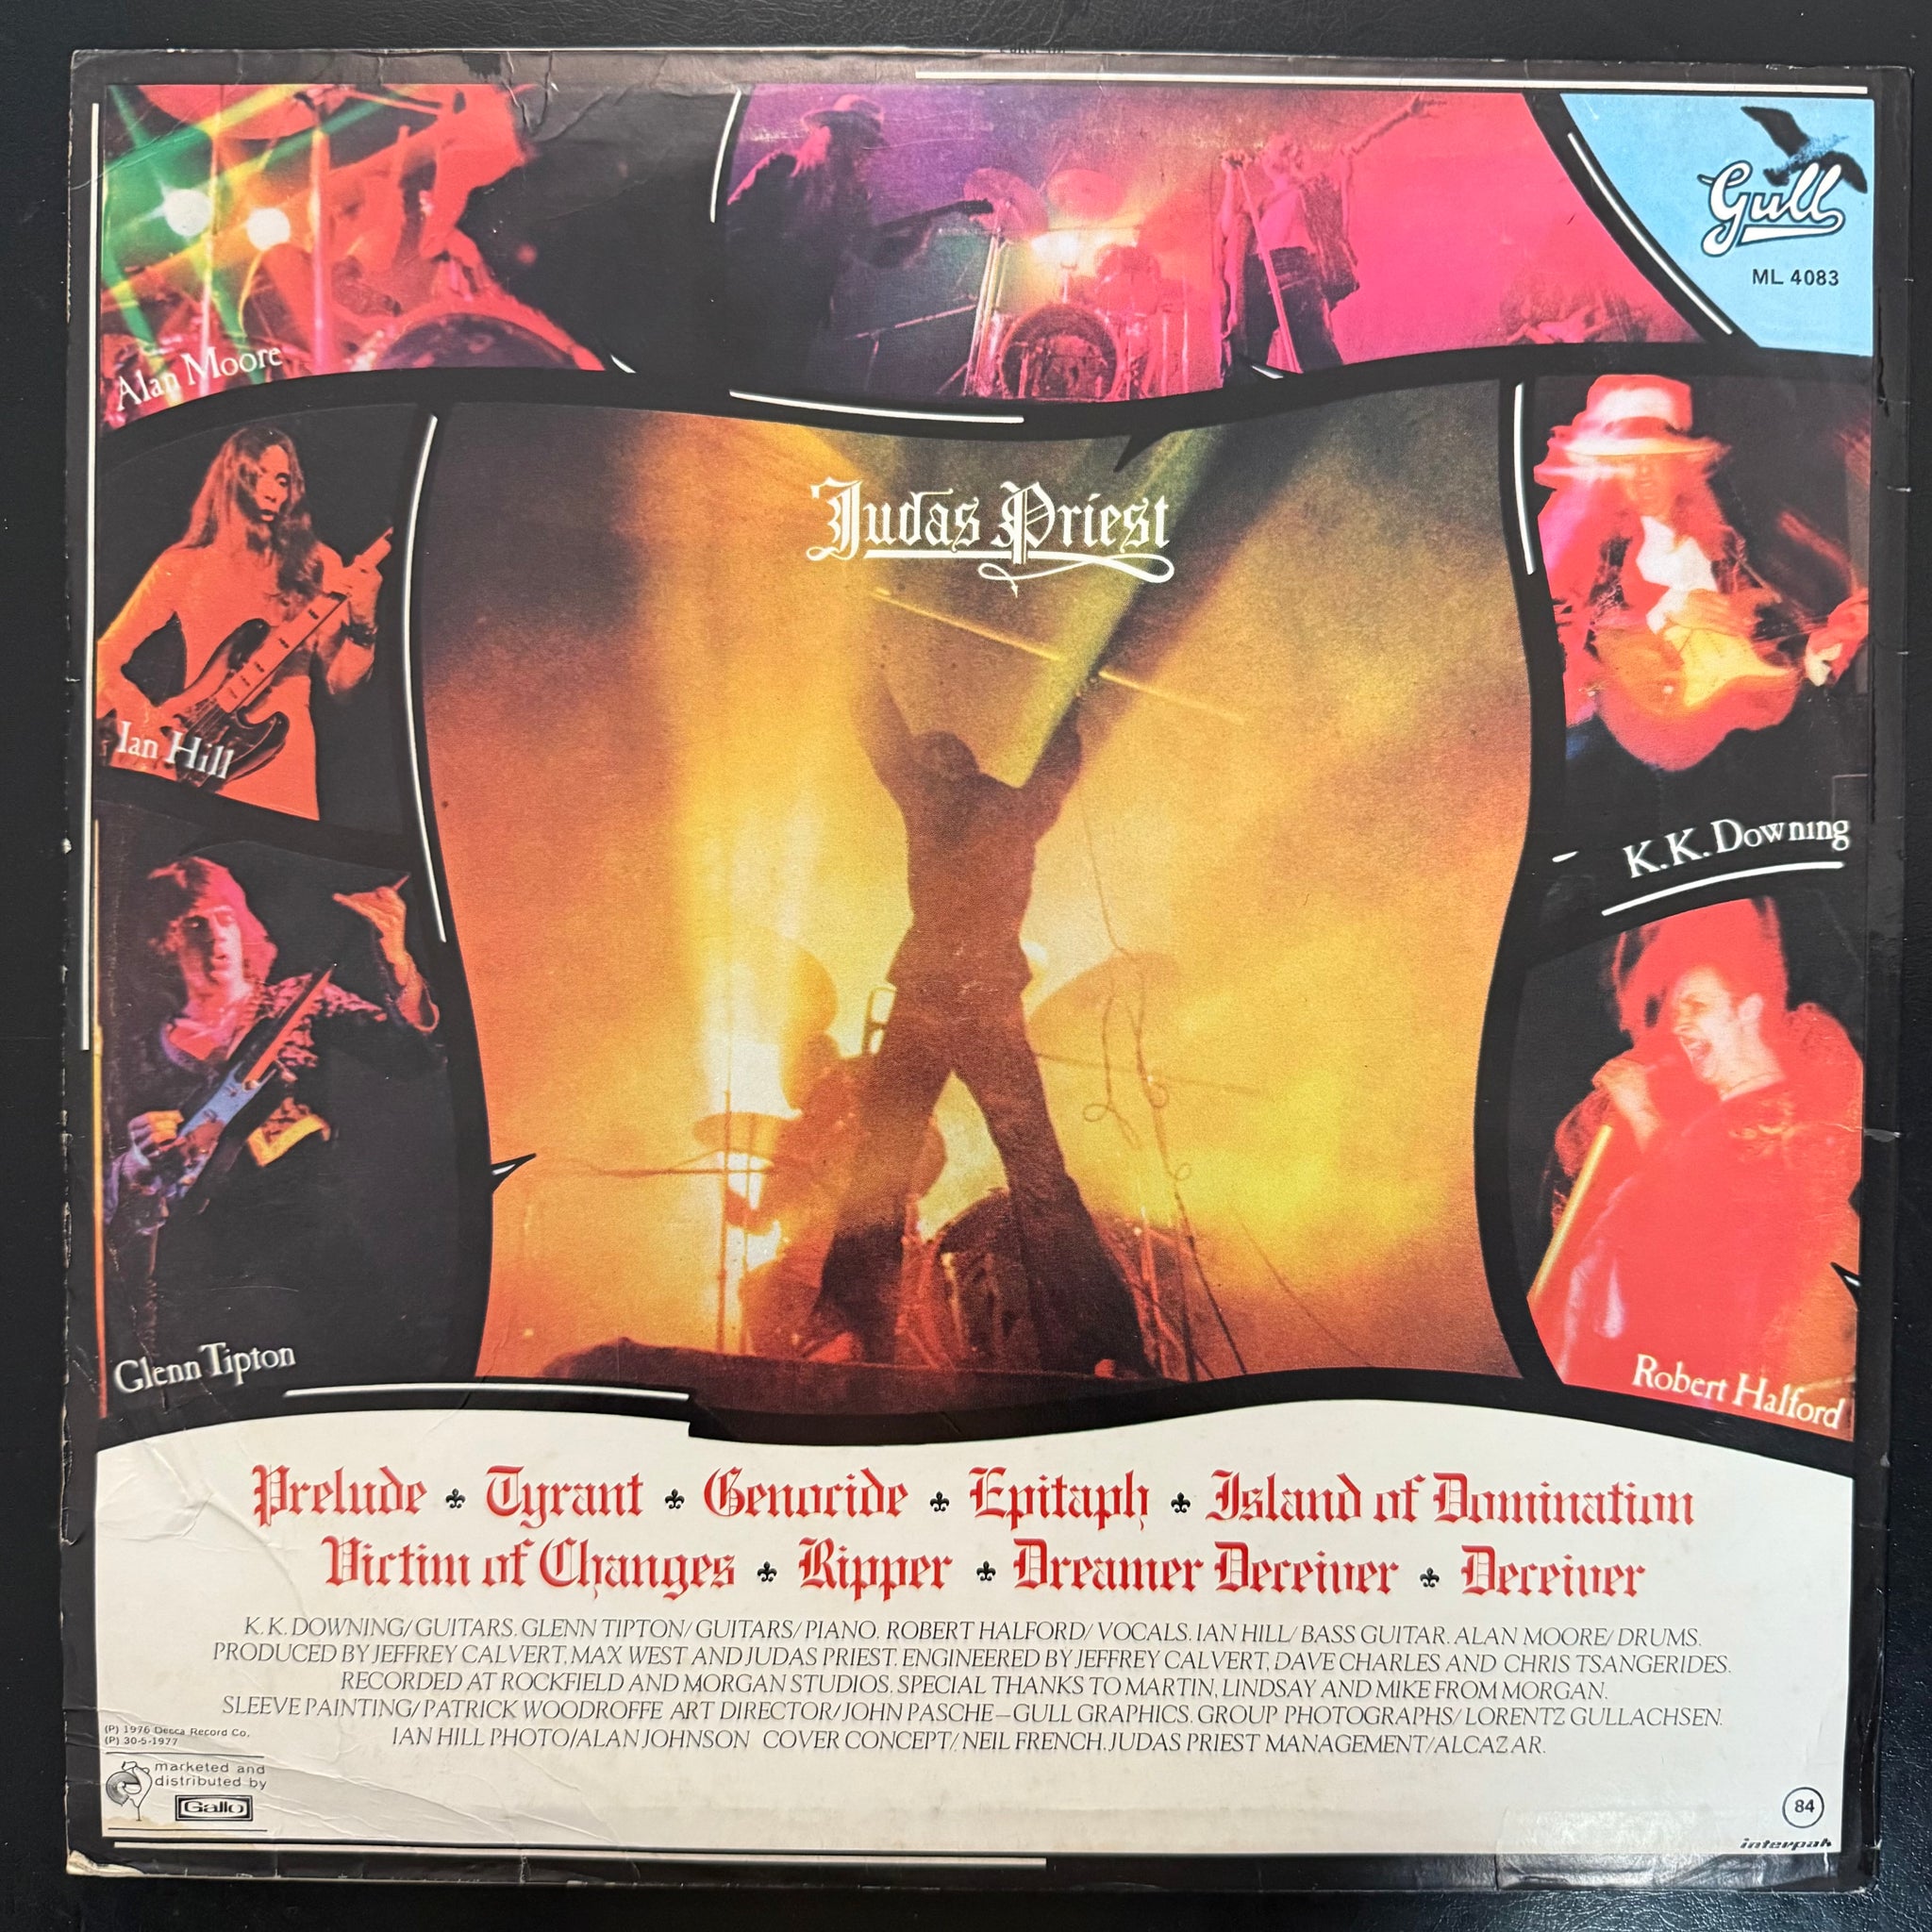 Gull
ML 4083
Alan Moore
Judas Priest
Ian Hill
K.K. Downing
Glenn Tipton
Robert Halford
Prelude Tyrant Genocide Epitaph Island of Domination
Victim of Changes Ripper Dreamer Deceiver Deceiver
K.K. DOWNING/GUITARS. GLENN TIPTON/GUITARS/PIANO. ROBERT HALFORD/VOCALS. IAN HILL/BASS GUITAR. ALAN MOORE/DRUMS.
PRODUCED BY JEFFREY CALVERT, MAX WEST AND JUDAS PRIEST. ENGINEERED BY JEFFREY CALVERT, DAVE CHARLES AND CHRIS TSANGERIDES.
RECORDED AT ROCKFIELD AND MORGAN STUDIOS. SPECIAL THANKS TO MARTIN, LINDSAY AND MIKE FROM MORGAN.
SLEEVE PAINTING/PATRICK WOODROFFE ART DIRECTOR/JOHN PASCHE—GULL GRAPHICS. GROUP PHOTOGRAPHS/LORENTZ GULLACHSEN.
IAN HILL PHOTO/ALAN JOHNSON COVER CONCEPT/NEIL FRENCH. JUDAS PRIEST MANAGEMENT/ALCAZAR.
(P) 1976 Decca Record Co.
(P) 30-5-1977
marketed and
distributed by
Gallo
84
interpak